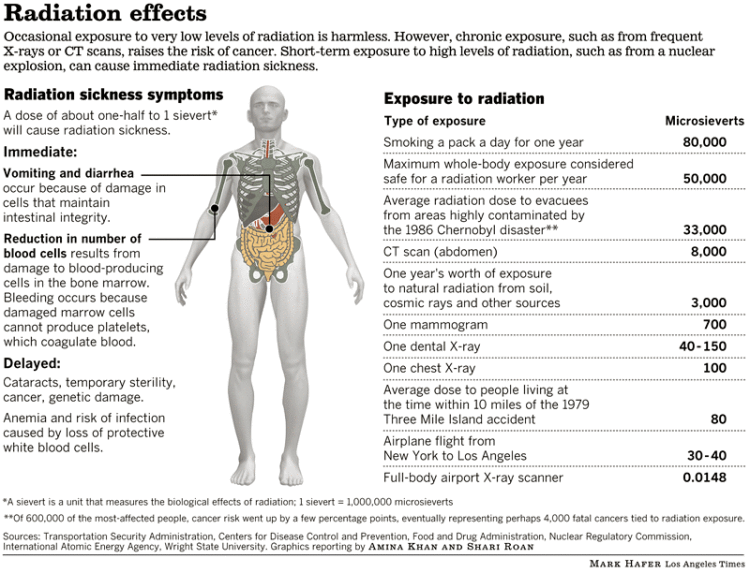 Radiation effects
Occasional exposure to very low levels of radiation is harmless. However, chronic exposure, such as from frequent
X-rays or CT scans, raises the risk of cancer. Short-term exposure to high levels of radiation, such as from a nuclear
explosion, can cause immediate radiation sickness.
Radiation sickness symptoms
A dose of about one-half to 1 sievert*
will cause radiation sickness.
Immediate:
Vomiting and diarrhea
occur because of damage in
cells that maintain
intestinal integrity.
Reduction in number of
blood cells results from
damage to blood-producing
cells in the bone marrow.
Bleeding occurs because
damaged marrow cells
cannot produce platelets,
which coagulate blood.
Delayed:
Cataracts, temporary sterility,
cancer, genetic damage.
Anemia and risk of infection
caused by loss of protective
white blood cells.
Exposure to radiation
Type of exposure Microsieverts
Smoking a pack a day for one year 80,000
Maximum whole-body exposure considered
safe for a radiation worker per year 50,000
Average radiation dose to evacuees
from areas highly contaminated by
the 1986 Chernobyl disaster** 33,000
CT scan (abdomen) 8,000
One year's worth of exposure
to natural radiation from soil,
cosmic rays and other sources 3,000
One mammogram 700
One dental X-ray 40-150
One chest X-ray 100
Average dose to people living at
the time within 10 miles of the 1979
Three Mile Island accident 80
Airplane flight from
New York to Los Angeles 30-40
Full-body airport X-ray scanner 0.0148
*A sievert is a unit that measures the biological effects of radiation; 1 sievert = 1,000,000 microsieverts
**Of 600,000 of the most-affected people, cancer risk went up by a few percentage points, eventually representing perhaps 4,000 fatal cancers tied to radiation exposure.
Sources: Transportation Security Administration, Centers for Disease Control and Prevention, Food and Drug Administration, Nuclear Regulatory Commission,
International Atomic Energy Agency, Wright State University. Graphics reporting by AMINA KHAN AND SHARI ROAN
MARK HAFER Los Angeles Times